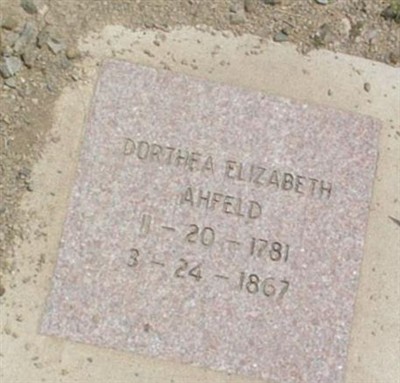 DORTHEA ELIZABETH
AHFELD
11 - 20 - 1781
3 - 24 - 1867